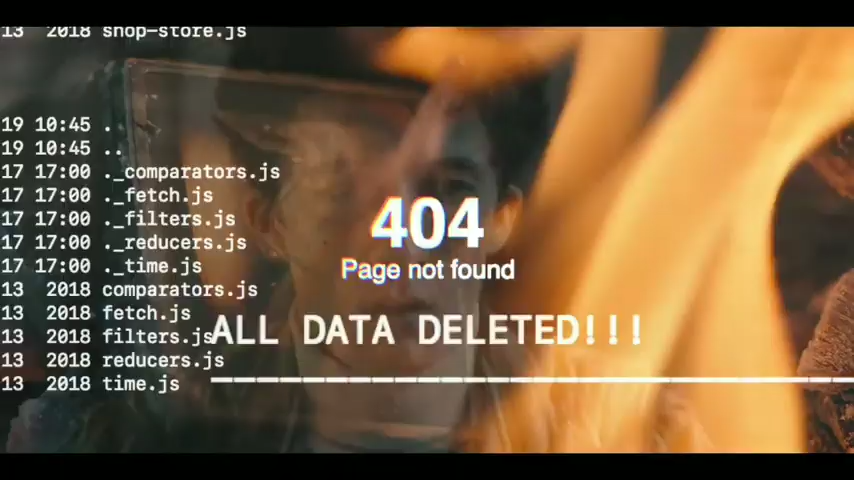 13  2018 shop-store.js
19 10:45 .
19 10:45 ..
17 17:00 ._comparators.js
17 17:00 ._fetch.js
17 17:00 ._filters.js
17 17:00 ._reducers.js
17 17:00 ._time.js
13  2018 comparators.js
13  2018 fetch.js
13  2018 filters.js
13  2018 reducers.js
13  2018 time.js
404
Page not found
ALL DATA DELETED!!!